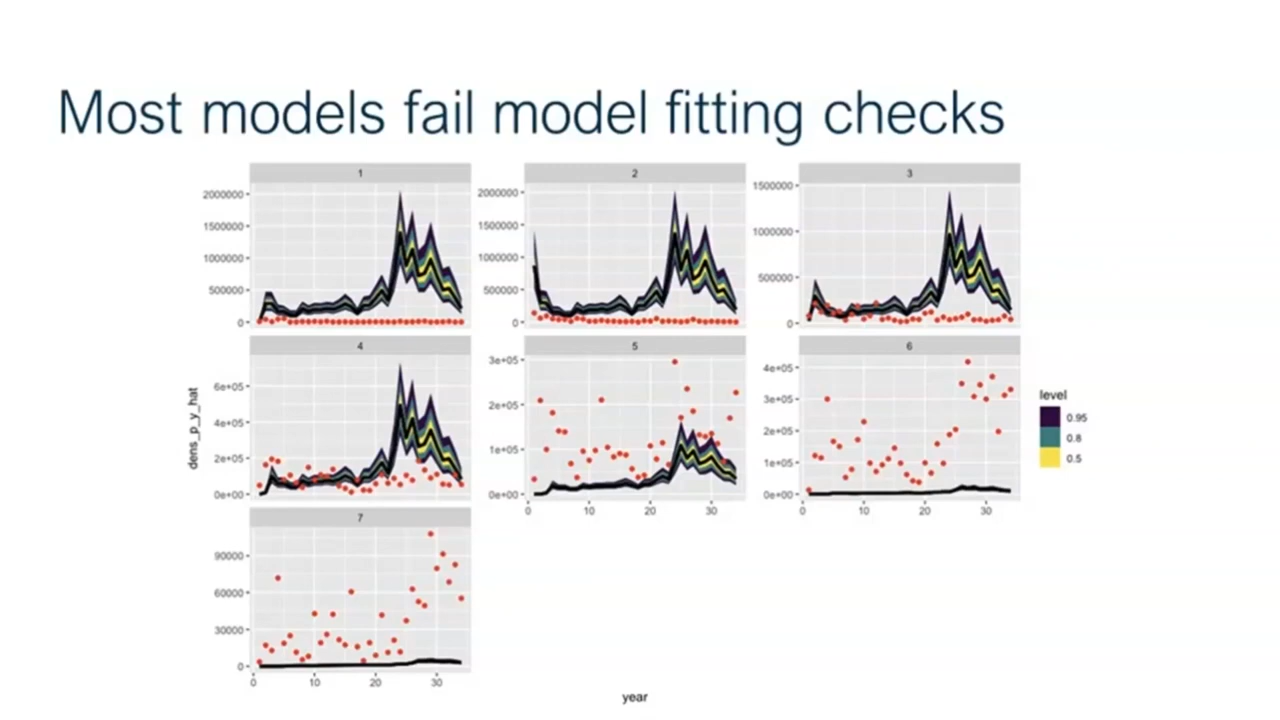 Most models fail model fitting checks
1 2 3
2000000 2000000 1500000
1500000 1500000 1000000
1000000 1000000 500000
500000 500000 0
0 0
4 5 6
6e+05 3e+05 4e+05
4e+05 2e+05 3e+05
2e+05 1e+05 2e+05
0e+00 0e+00 1e+05
0e+00
0 10 20 30 0 10 20 30
7
90000
60000
30000
0
0 10 20 30
dens_p_y_hat
year
level
0.95
0.8
0.5